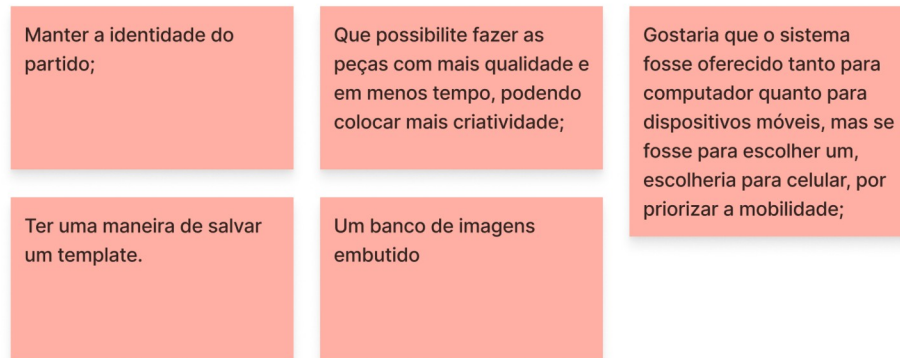 Manter a identidade do
partido;
Que possibilite fazer as
peças com mais qualidade e
em menos tempo, podendo
colocar mais criatividade;
Gostaria que o sistema
fosse oferecido tanto para
computador quanto para
dispositivos móveis, mas se
fosse para escolher um,
escolheria para celular, por
priorizar a mobilidade;
Ter uma maneira de salvar
um template.
Um banco de imagens
embutido